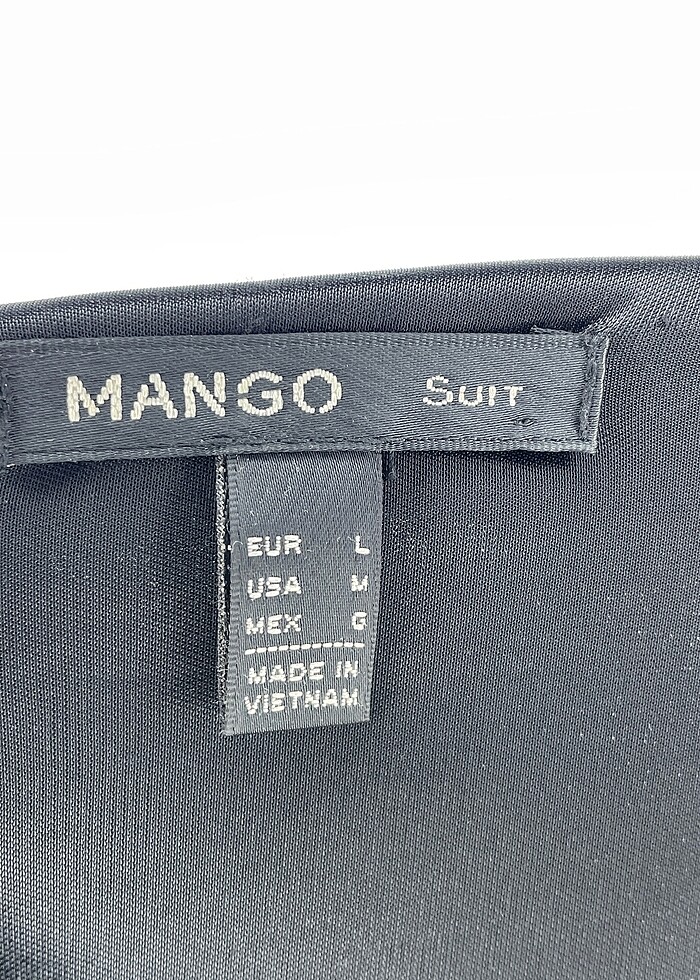 MANGO SUIT
EUR L
USA M
MEX G
MADE IN
VIETNAM